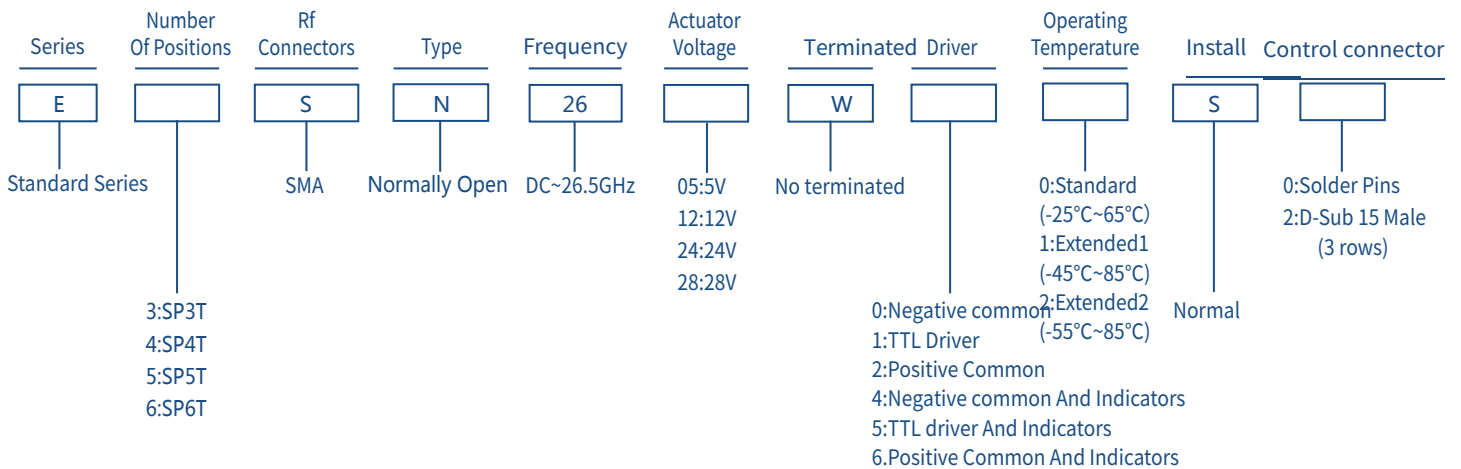 Series
Number
Of Positions
Rf
Connectors
Type
Frequency
Actuator
Voltage
Terminated
Driver
Operating
Temperature
Install
Control connector
E
S
N
26
W
S
Standard Series
SMA
Normally Open
DC~26.5GHz
05:5V
12:12V
24:24V
28:28V
No terminated
0:Standard
(-25°C~65°C)
1:Extended1
(-45°C~85°C)
2:Extended2
(-55°C~85°C)
0:Solder Pins
2:D-Sub 15 Male
(3 rows)
Normal
3:SP3T
4:SP4T
5:SP5T
6:SP6T
0:Negative common
1:TTL Driver
2:Positive Common
4:Negative common And Indicators
5:TTL driver And Indicators
6.Positive Common And Indicators